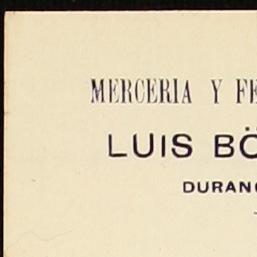 MERCERIA Y FE
LUIS BÖ
DURANG